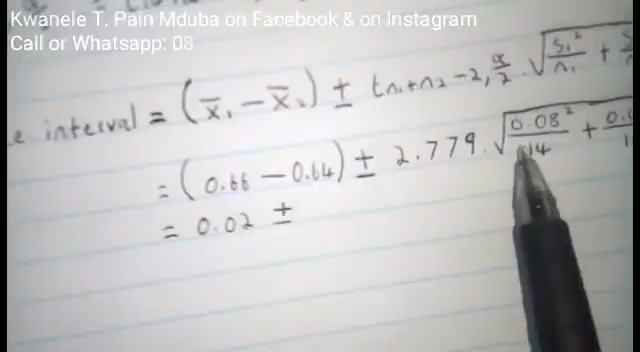 Kwanele T. Pain Mduba on Facebook & on Instagram
Call or Whatsapp: 08
e interval = (x̄₁ − x̄₂) ± tn₁+n₂−2, α/2 . √(S₁²/n₁ +
= (0.66 − 0.64) ± 2.779 . √(0.08²/14 + 0.
= 0.02 ±